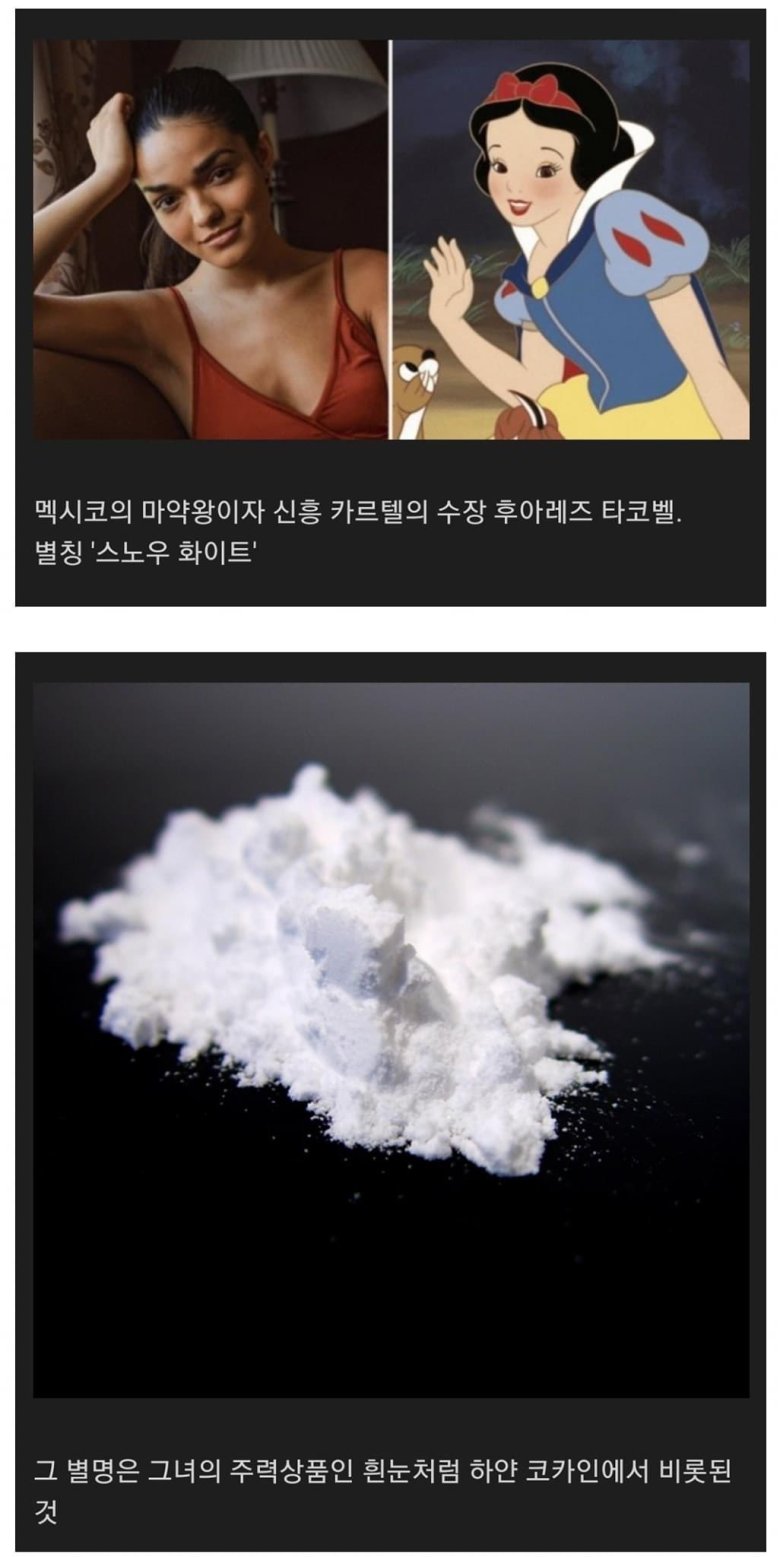 멕시코의 마약왕이자 신흥 카르텔의 수장 후아레즈 타코벨.
별칭 '스노우 화이트'
그 별명은 그녀의 주력상품인 흰눈처럼 하얀 코카인에서 비롯된
것